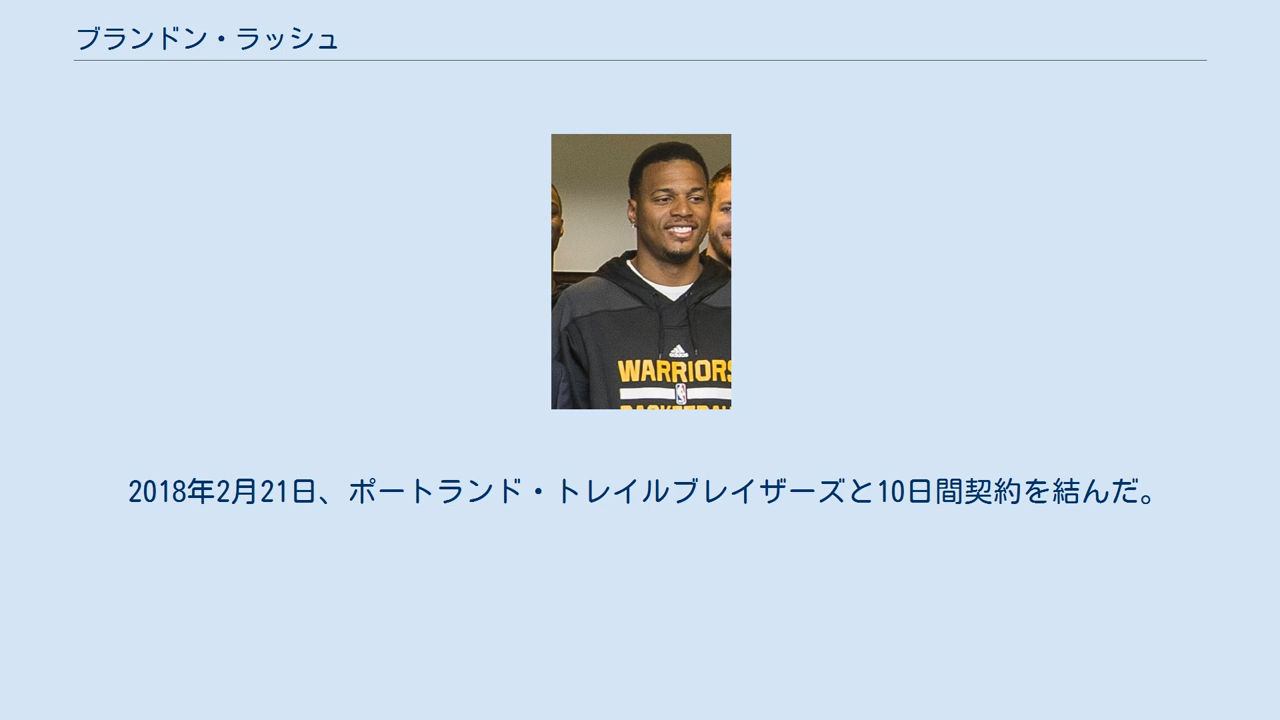 ブランドン・ラッシュ
adidas
WARRIORS
2018年2月21日、ポートランド・トレイルブレイザーズと10日間契約を結んだ。